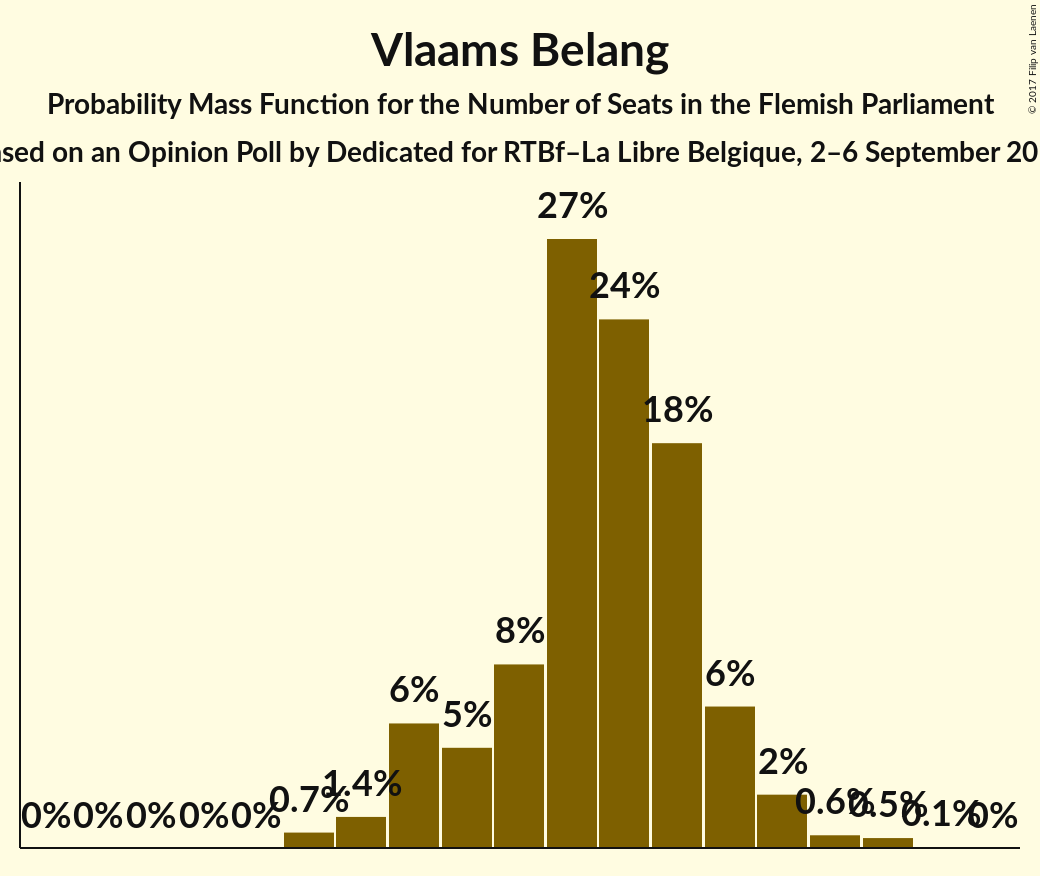 Vlaams Belang
Probability Mass Function for the Number of Seats in the Flemish Parliament
on an Opinion Poll by Dedicated for RTBf–La Libre Belgique, 2–6 September
© 2017 Filip van Laenen
27%
24%
18%
8%
6%
6%
5%
2%
1.4%
0% 0% 0% 0% 0% 0.7% 0.6% 0.5% 0.1% 0%